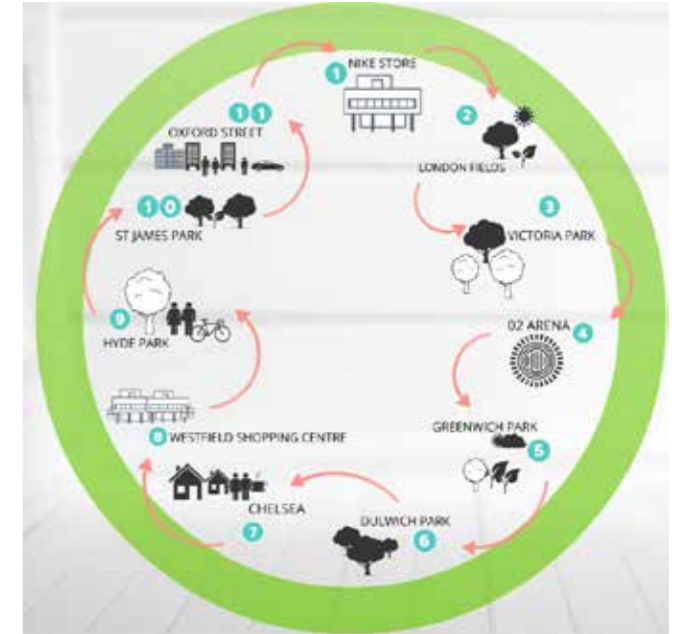 1 NIKE STORE
2
LONDON FIELDS
3
VICTORIA PARK
02 ARENA
4
GREENWICH PARK
5
DULWICH PARK
6
CHELSEA
7
8 WESTFIELD SHOPPING CENTRE
9
HYDE PARK
10
ST JAMES PARK
11
OXFORD STREET